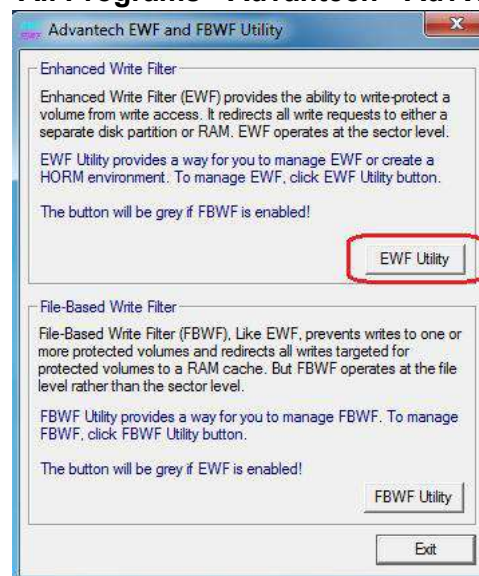 Advantech EWF and FBWF Utility
Enhanced Write Filter
Enhanced Write Filter (EWF) provides the ability to write-protect a
volume from write access. It redirects all write requests to either a
separate disk partition or RAM. EWF operates at the sector level.
EWF Utility provides a way for you to manage EWF or create a
HORM environment. To manage EWF, click EWF Utility button.
The button will be grey if FBWF is enabled!
EWF Utility
File-Based Write Filter
File-Based Write Filter (FBWF), Like EWF, prevents writes to one or
more protected volumes and redirects all writes targeted for
protected volumes to a RAM cache. But FBWF operates at the file
level rather than the sector level.
FBWF Utility provides a way for you to manage FBWF. To manage
FBWF, click FBWF Utility button.
The button will be grey if EWF is enabled!
FBWF Utility
Exit